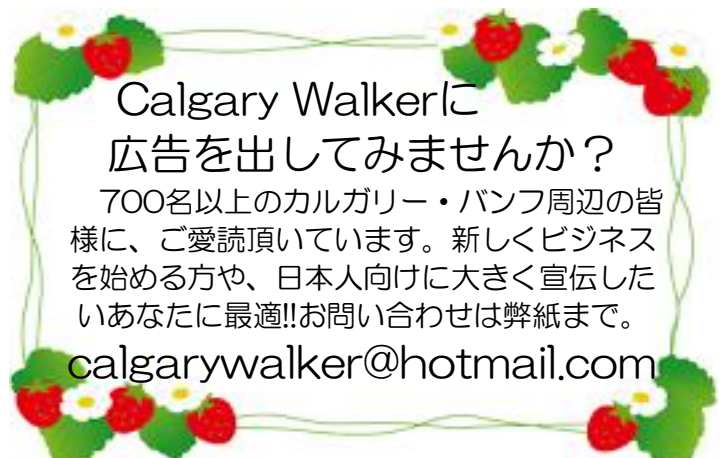 Calgary Walkerに
広告を出してみませんか？
700名以上のカルガリー・バンフ周辺の皆
様に、ご愛読頂いています。新しくビジネス
を始める方や、日本人向けに大きく宣伝した
いあなたに最適!!お問い合わせは弊紙まで。
calgarywalker@hotmail.com